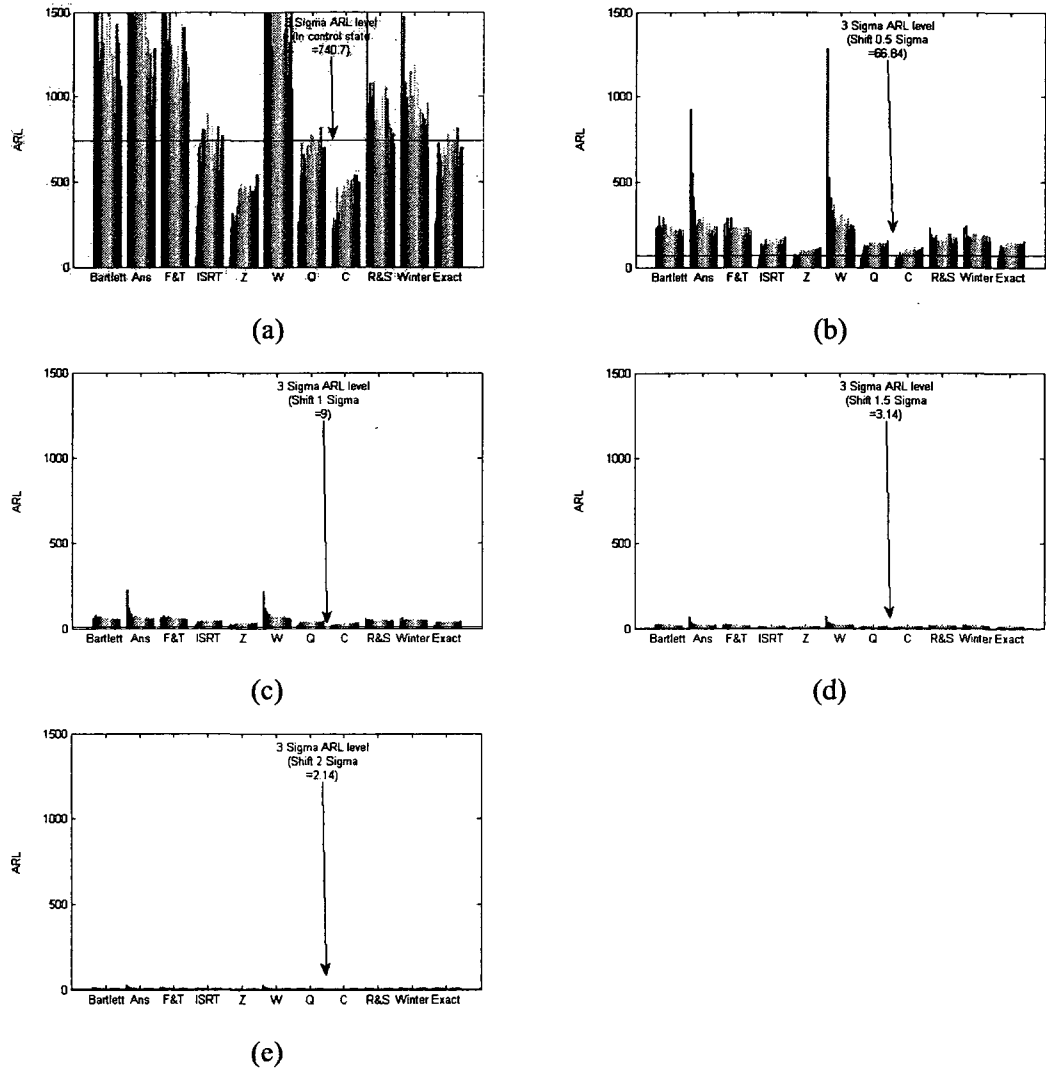 1500
1000
500
0
ARL
3 Sigma ARL level
(In control state
=740.7)
Bartlett Ans F&T ISRT Z W Q C R&S Winter Exact
(a)
1500
1000
500
0
ARL
3 Sigma ARL level
(Shift 0.5 Sigma
=66.84)
Bartlett Ans F&T ISRT Z W Q C R&S Winter Exact
(b)
1500
1000
500
0
ARL
3 Sigma ARL level
(Shift 1 Sigma
=9)
Bartlett Ans F&T ISRT Z W Q C R&S Winter Exact
(c)
1500
1000
500
0
ARL
3 Sigma ARL level
(Shift 1.5 Sigma
=3.14)
Bartlett Ans F&T ISRT Z W Q C R&S Winter Exact
(d)
1500
1000
500
0
ARL
3 Sigma ARL level
(Shift 2 Sigma
=2.14)
Bartlett Ans F&T ISRT Z W Q C R&S Winter Exact
(e)